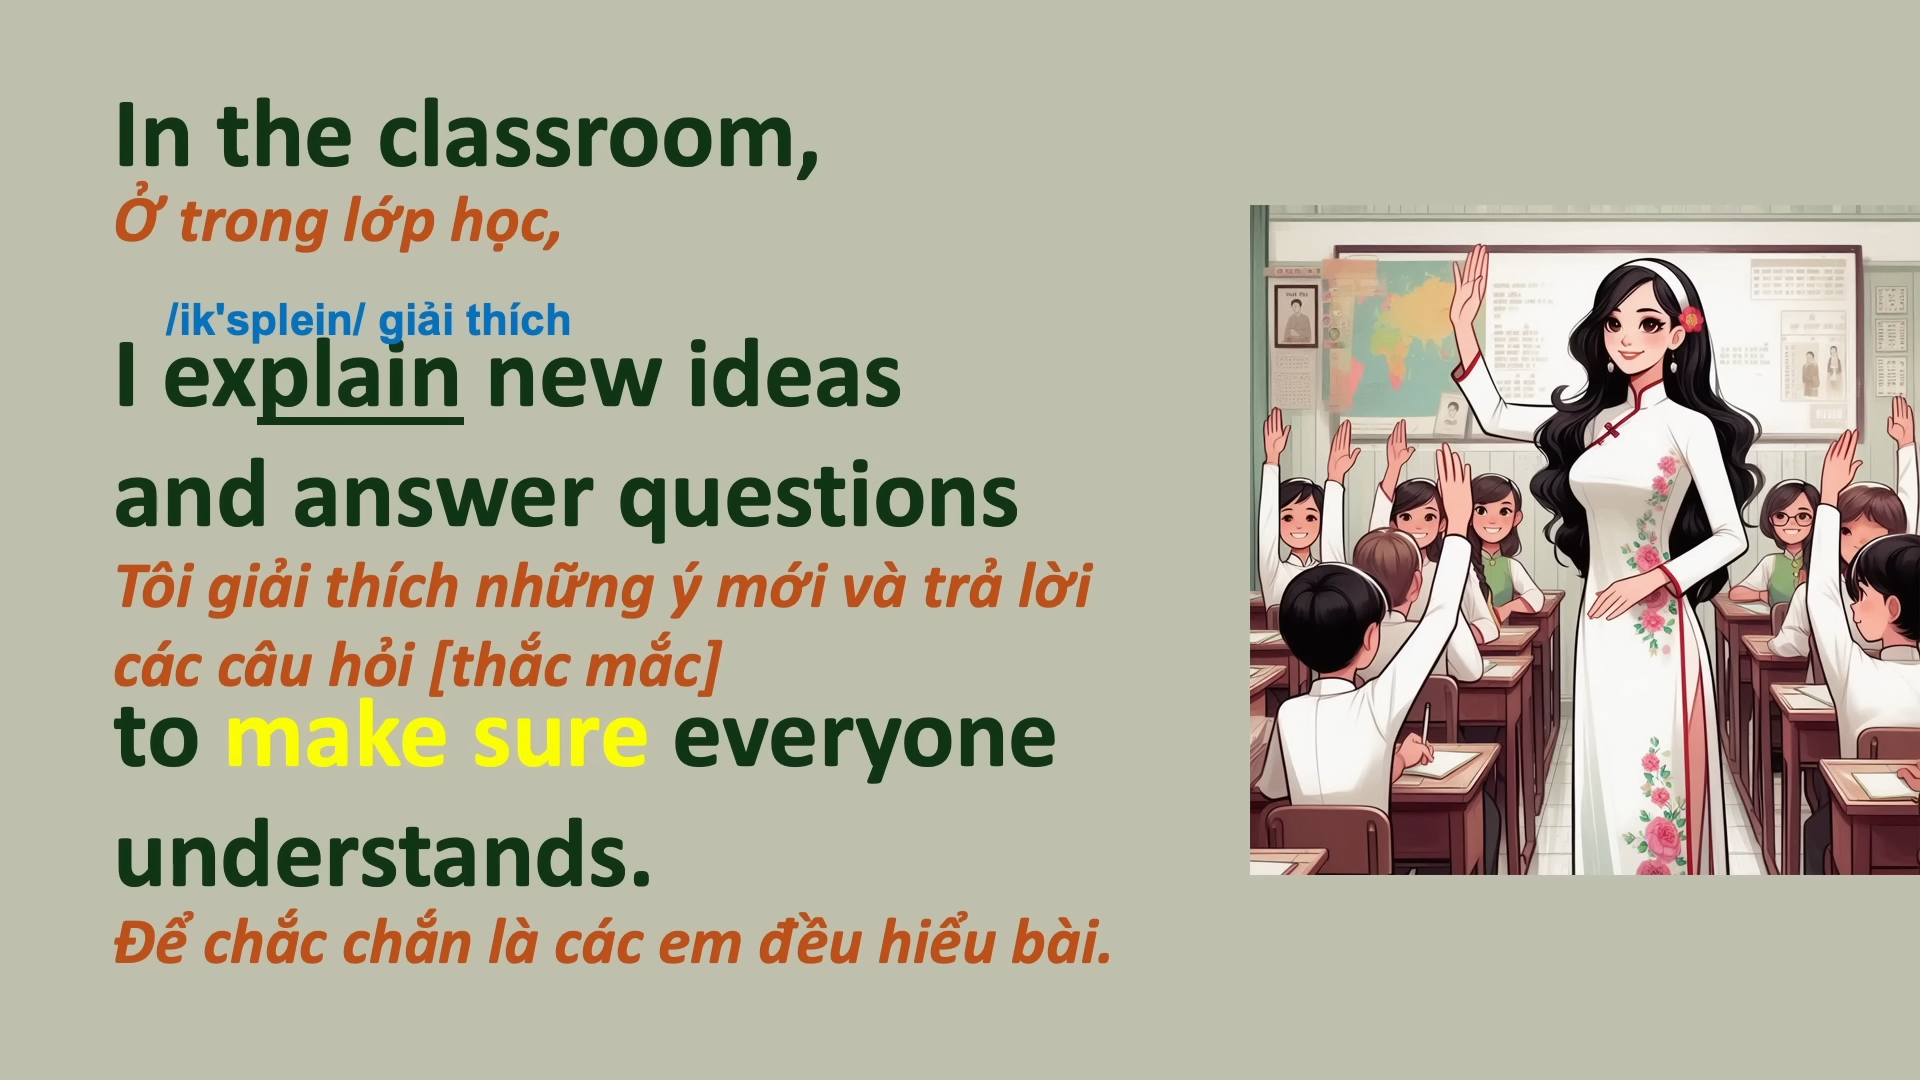 In the classroom,
Ở trong lớp học,
/ik'splein/ giải thích
I explain new ideas
and answer questions
Tôi giải thích những ý mới và trả lời
các câu hỏi [thắc mắc]
to make sure everyone
understands.
Để chắc chắn là các em đều hiểu bài.